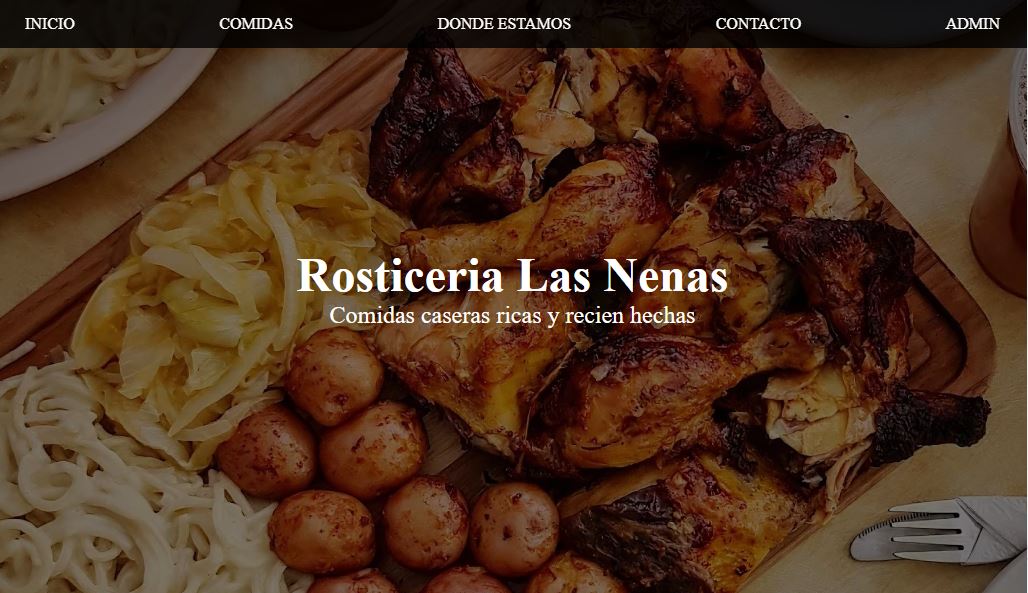 INICIO
COMIDAS
DONDE ESTAMOS
CONTACTO
ADMIN
Rosticeria Las Nenas
Comidas caseras ricas y recien hechas